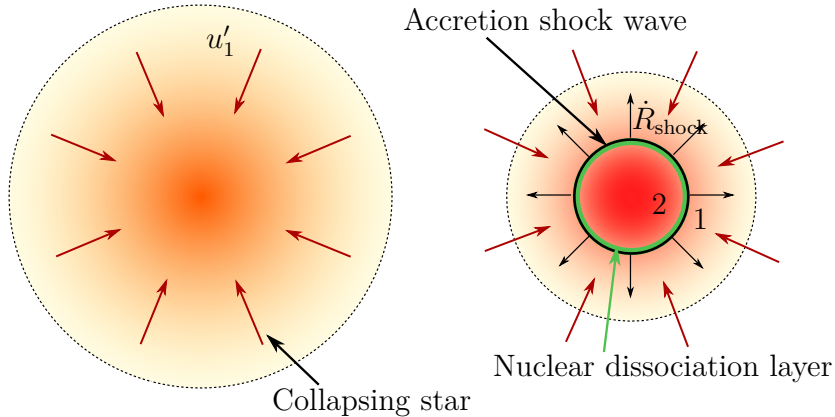 Accretion shock wave
u′₁
Ṙshock
2
1
Nuclear dissociation layer
Collapsing star